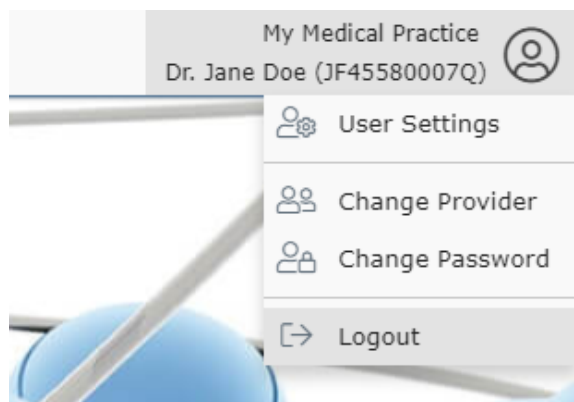 My Medical Practice
Dr. Jane Doe (JF45580007Q)
User Settings
Change Provider
Change Password
Logout